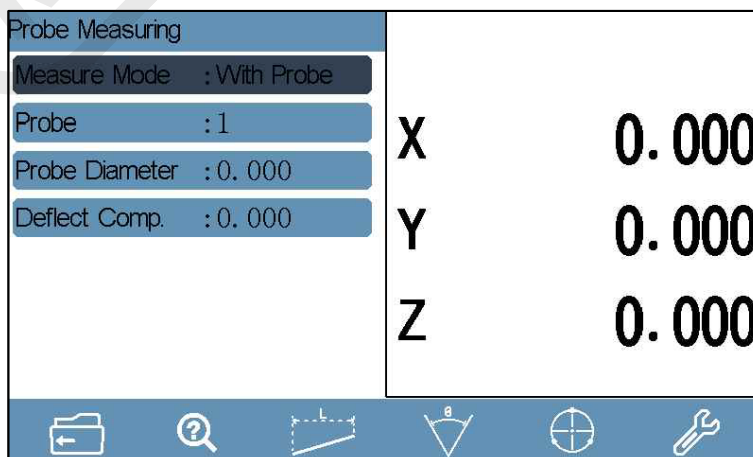 Probe Measuring
Measure Mode : With Probe
Probe : 1
Probe Diameter : 0.000
Deflect Comp. : 0.000
X 0.000
Y 0.000
Z 0.000
L
θ